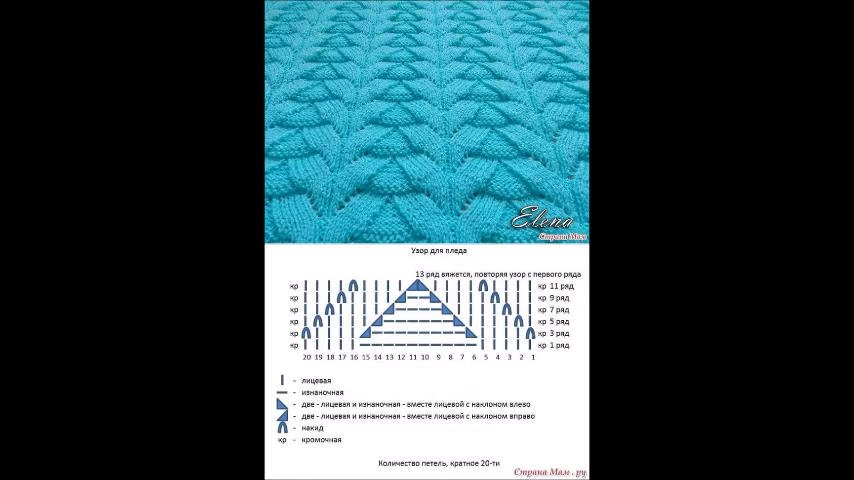 Elena
Страна Мам
Узор для пледа
13 ряд вяжется, повторяя узор с первого ряда
кр кр 11 ряд
кр кр 9 ряд
кр кр 7 ряд
кр кр 5 ряд
кр кр 3 ряд
кр кр 1 ряд
20 19 18 17 16 15 14 13 12 11 10 9 8 7 6 5 4 3 2 1
- лицевая
- изнаночная
- две - лицевая и изнаночная - вместе лицевой с наклоном влево
- две - лицевая и изнаночная - вместе лицевой с наклоном вправо
- накид
кр - кромочная
Количество петель, кратное 20-ти
Страна Мам . ру